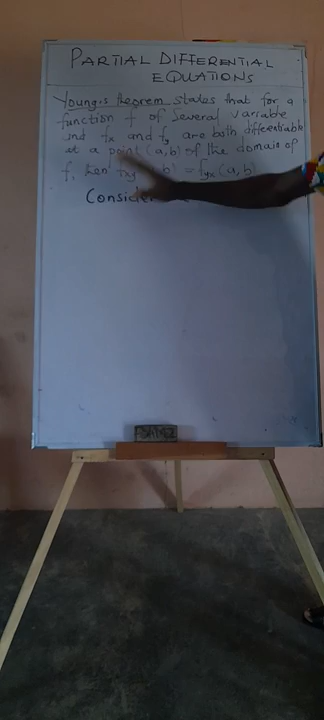 PARTIAL DIFFERENTIAL
EQUATIONS
Young's theorem states that for a
function f of several variable
and fx and fy are both differentiable
at a point (a, b) of the domain of
f, then b) = fyx (a, b)
Consider